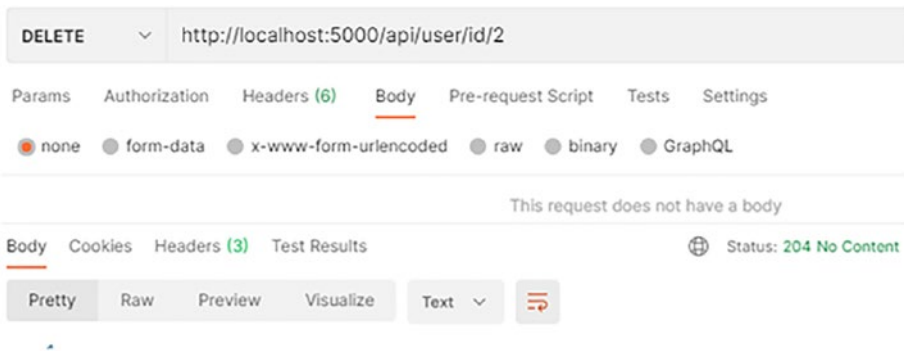 DELETE http://localhost:5000/api/user/id/2
Params Authorization Headers (6) Body Pre-request Script Tests Settings
none form-data x-www-form-urlencoded raw binary GraphQL
This request does not have a body
Body Cookies Headers (3) Test Results Status: 204 No Content
Pretty Raw Preview Visualize Text